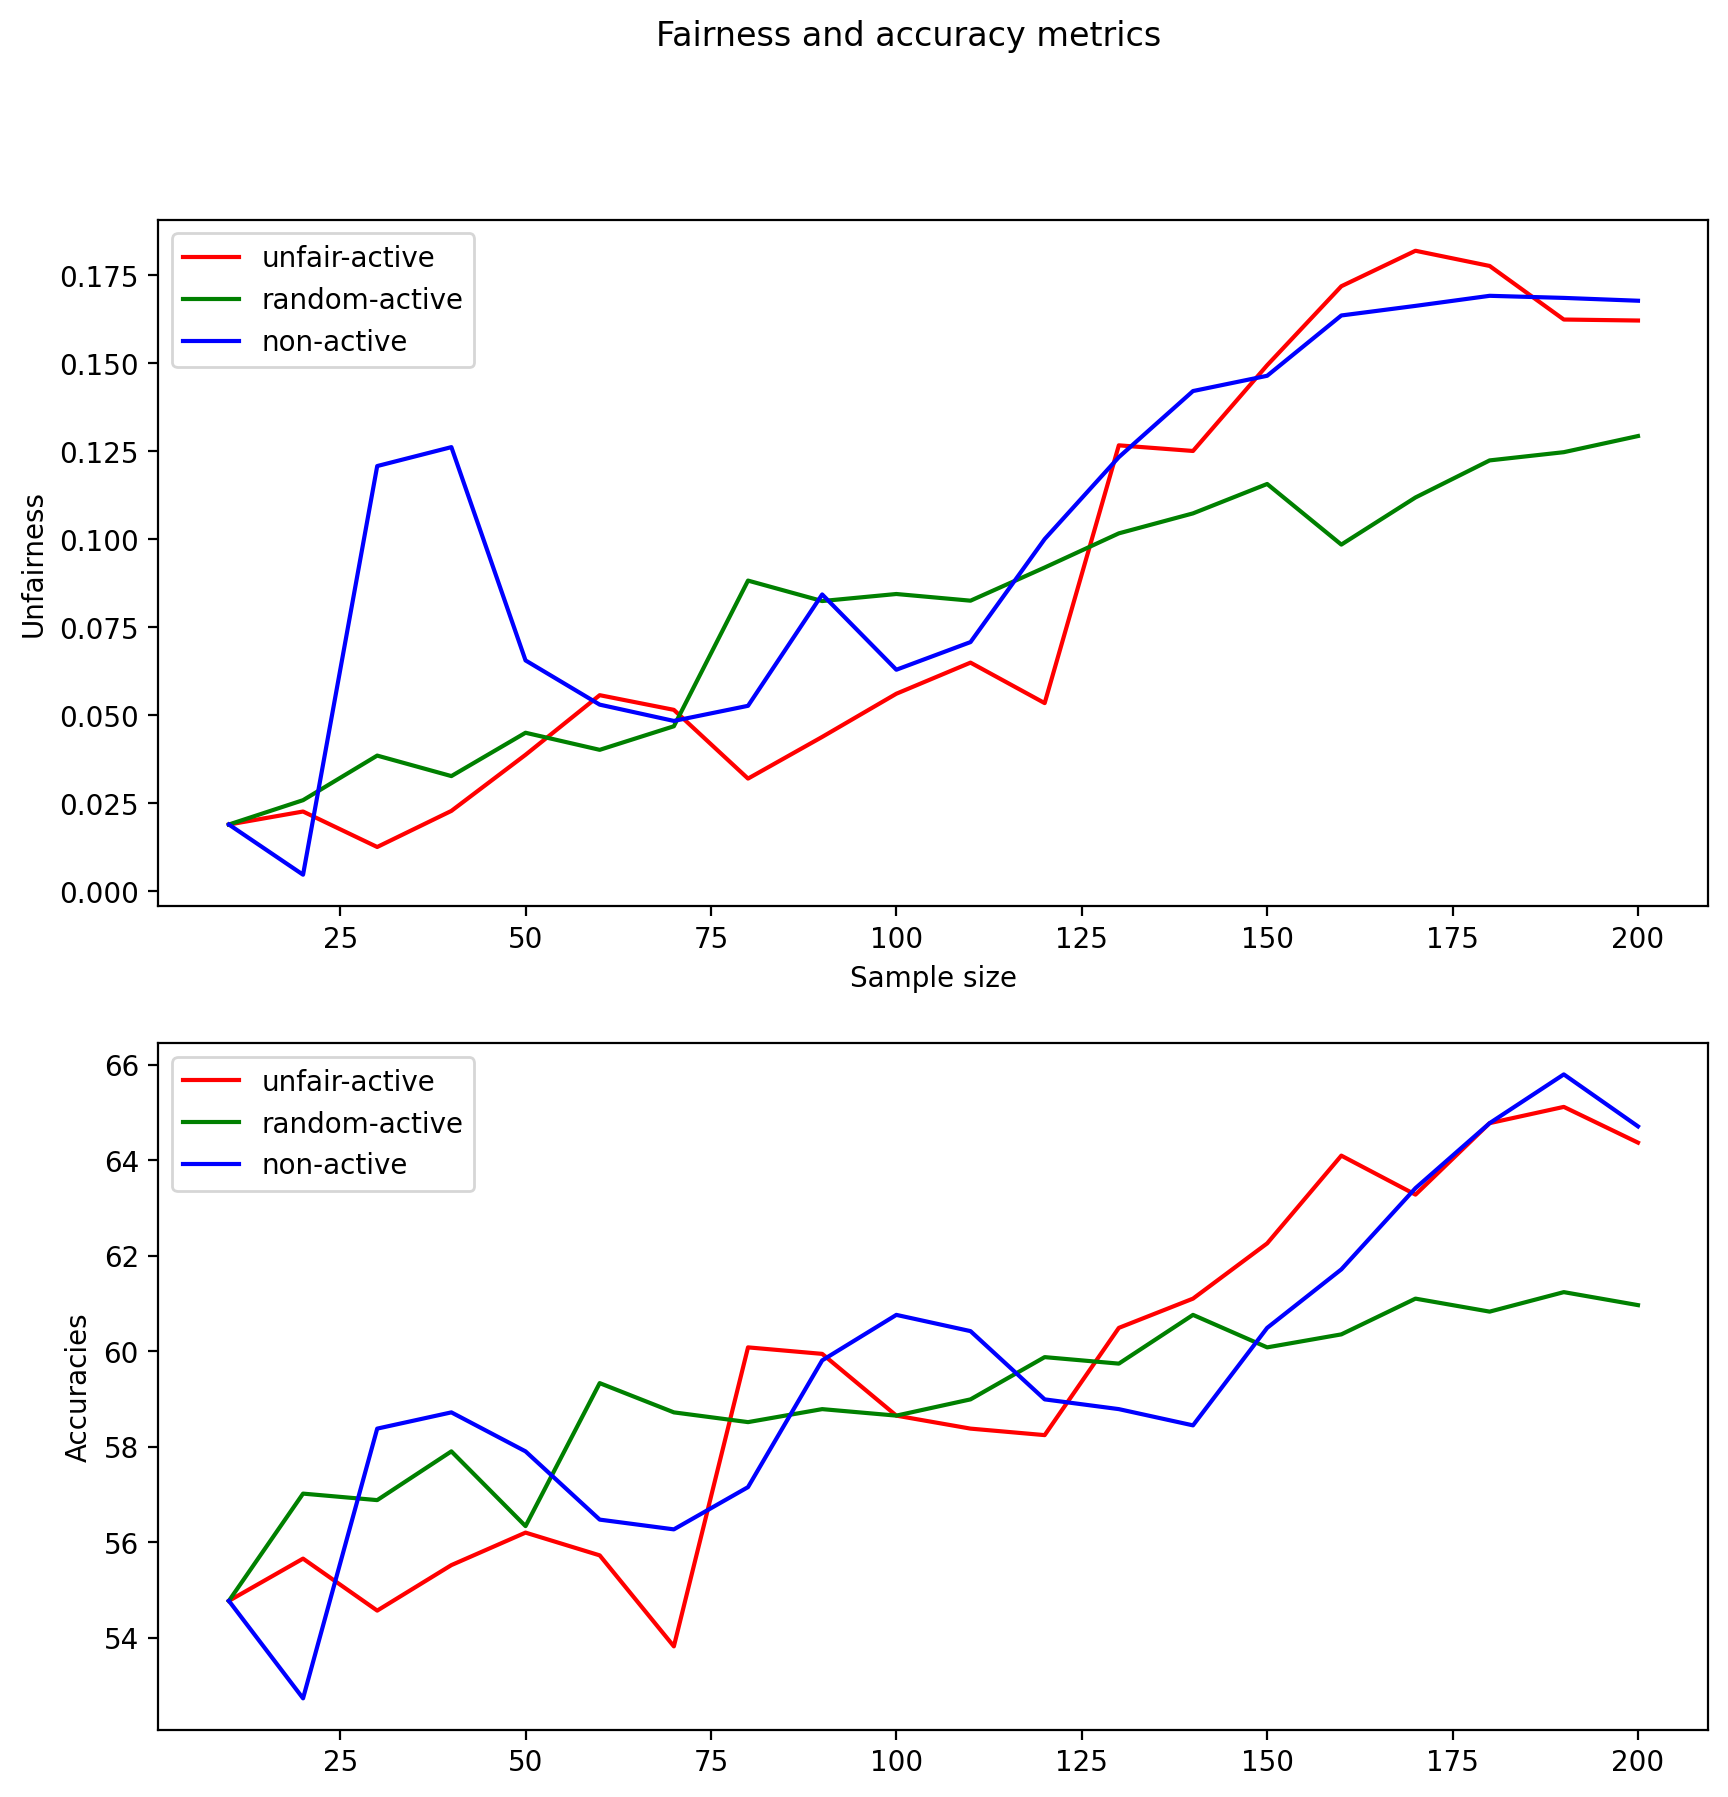 Fairness and accuracy metrics
unfair-active
random-active
non-active
0.175
0.150
0.125
0.100
0.075
0.050
0.025
0.000
Unfairness
25 50 75 100 125 150 175 200
Sample size
unfair-active
random-active
non-active
66
64
62
60
58
56
54
Accuracies
25 50 75 100 125 150 175 200